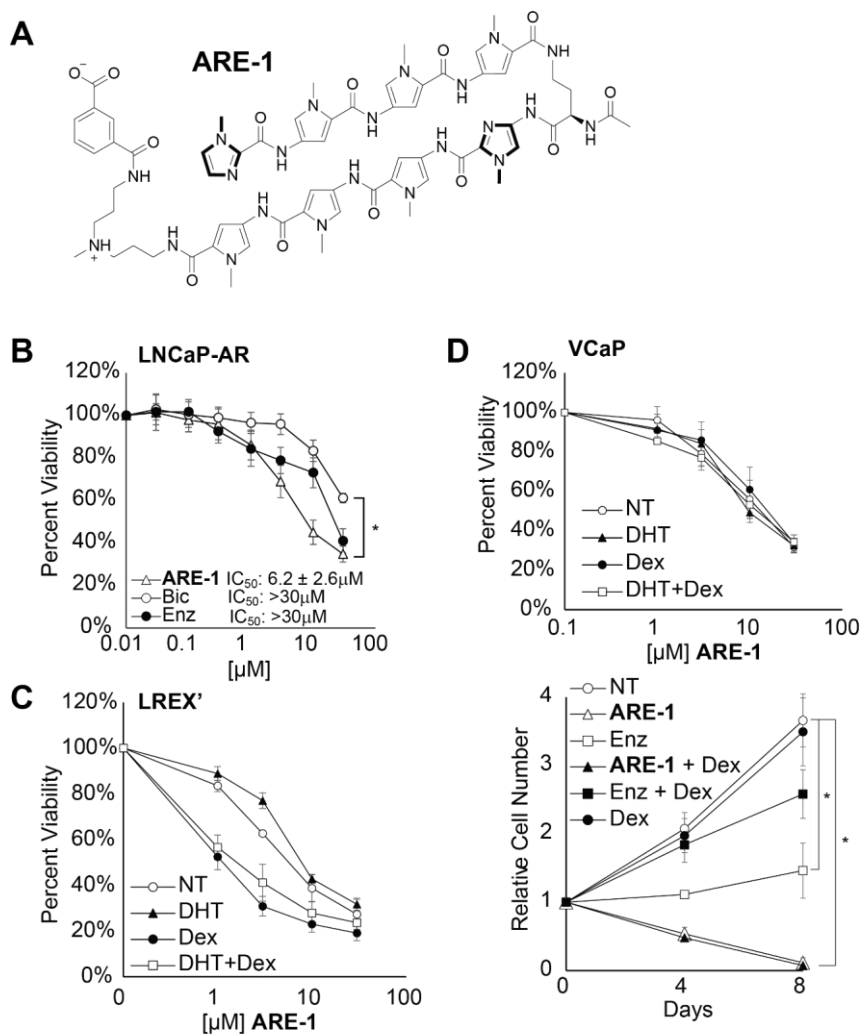 A
ARE-1
O⁻
O
O
NH
NH
+
N
N
O
N
H
N
O
N
H
N
O
N
H
N
O
N
H
O
N
H
O
N
N
H
N
O
N
H
N
O
N
H
N
O
N
H
N
O
N
H
B
LNCaP-AR
120%
100%
80%
60%
40%
20%
0%
Percent Viability
*
ARE-1 IC50: 6.2 ± 2.6µM
Bic IC50: >30µM
Enz IC50: >30µM
0.01 0.1 1 10 100
[µM]
C
LREX'
120%
100%
80%
60%
40%
20%
0%
Percent Viability
NT
DHT
Dex
DHT+Dex
0 1 10 100
[µM] ARE-1
D
VCaP
120%
100%
80%
60%
40%
20%
0%
Percent Viability
NT
DHT
Dex
DHT+Dex
0.1 1 10 100
[µM] ARE-1
4
3
2
1
0
Relative Cell Number
NT
ARE-1
Enz
ARE-1 + Dex
Enz + Dex
Dex
*
*
0 4 8
Days